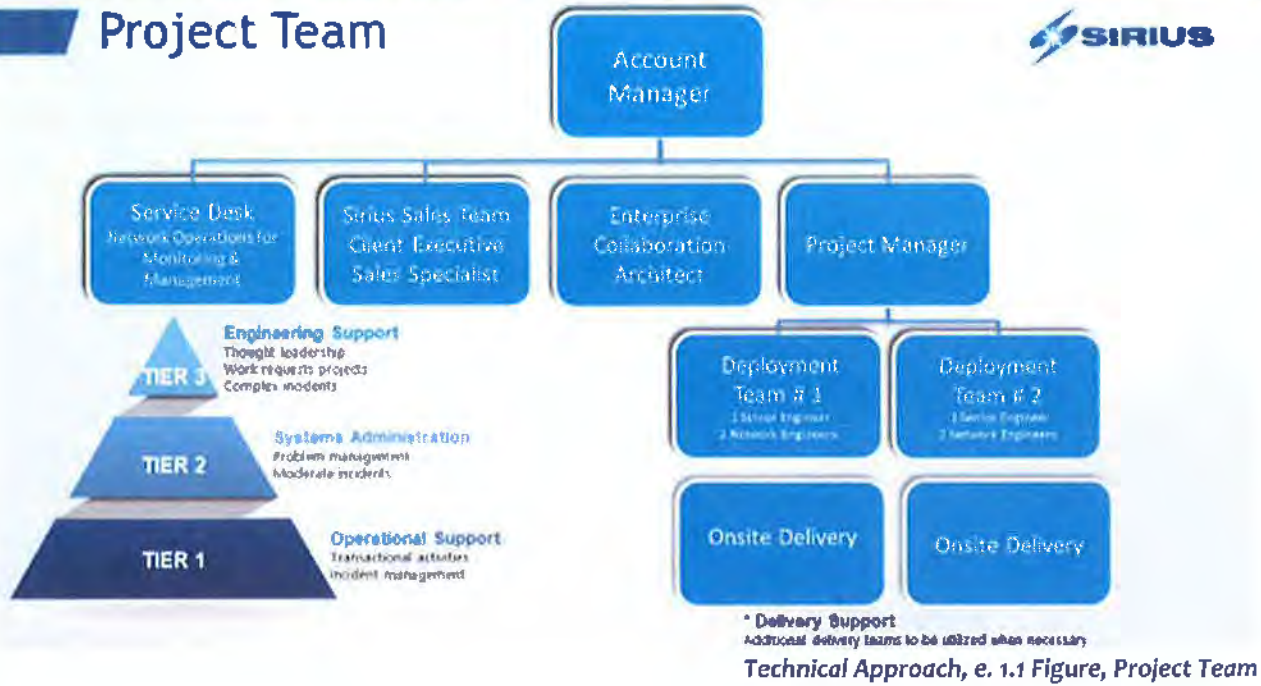 Project Team
SIRIUS
Account
Manager
Service Desk
Network Operations for
Monitoring &
Management
Sirius Sales Team
Client Executive
Sales Specialist
Enterprise
Collaboration
Architect
Project Manager
TIER 3
Engineering Support
Thought leadership
Work requests projects
Complex incidents
TIER 2
Systems Administration
Problem management
Moderate incidents
TIER 1
Operational Support
Transactional activities
Incident management
Deployment
Team # 1
1 Senior Engineer
2 Network Engineers
Deployment
Team # 2
1 Senior Engineer
2 Network Engineers
Onsite Delivery
Onsite Delivery
* Delivery Support
Additional delivery teams to be utilized when necessary
Technical Approach, e. 1.1 Figure, Project Team